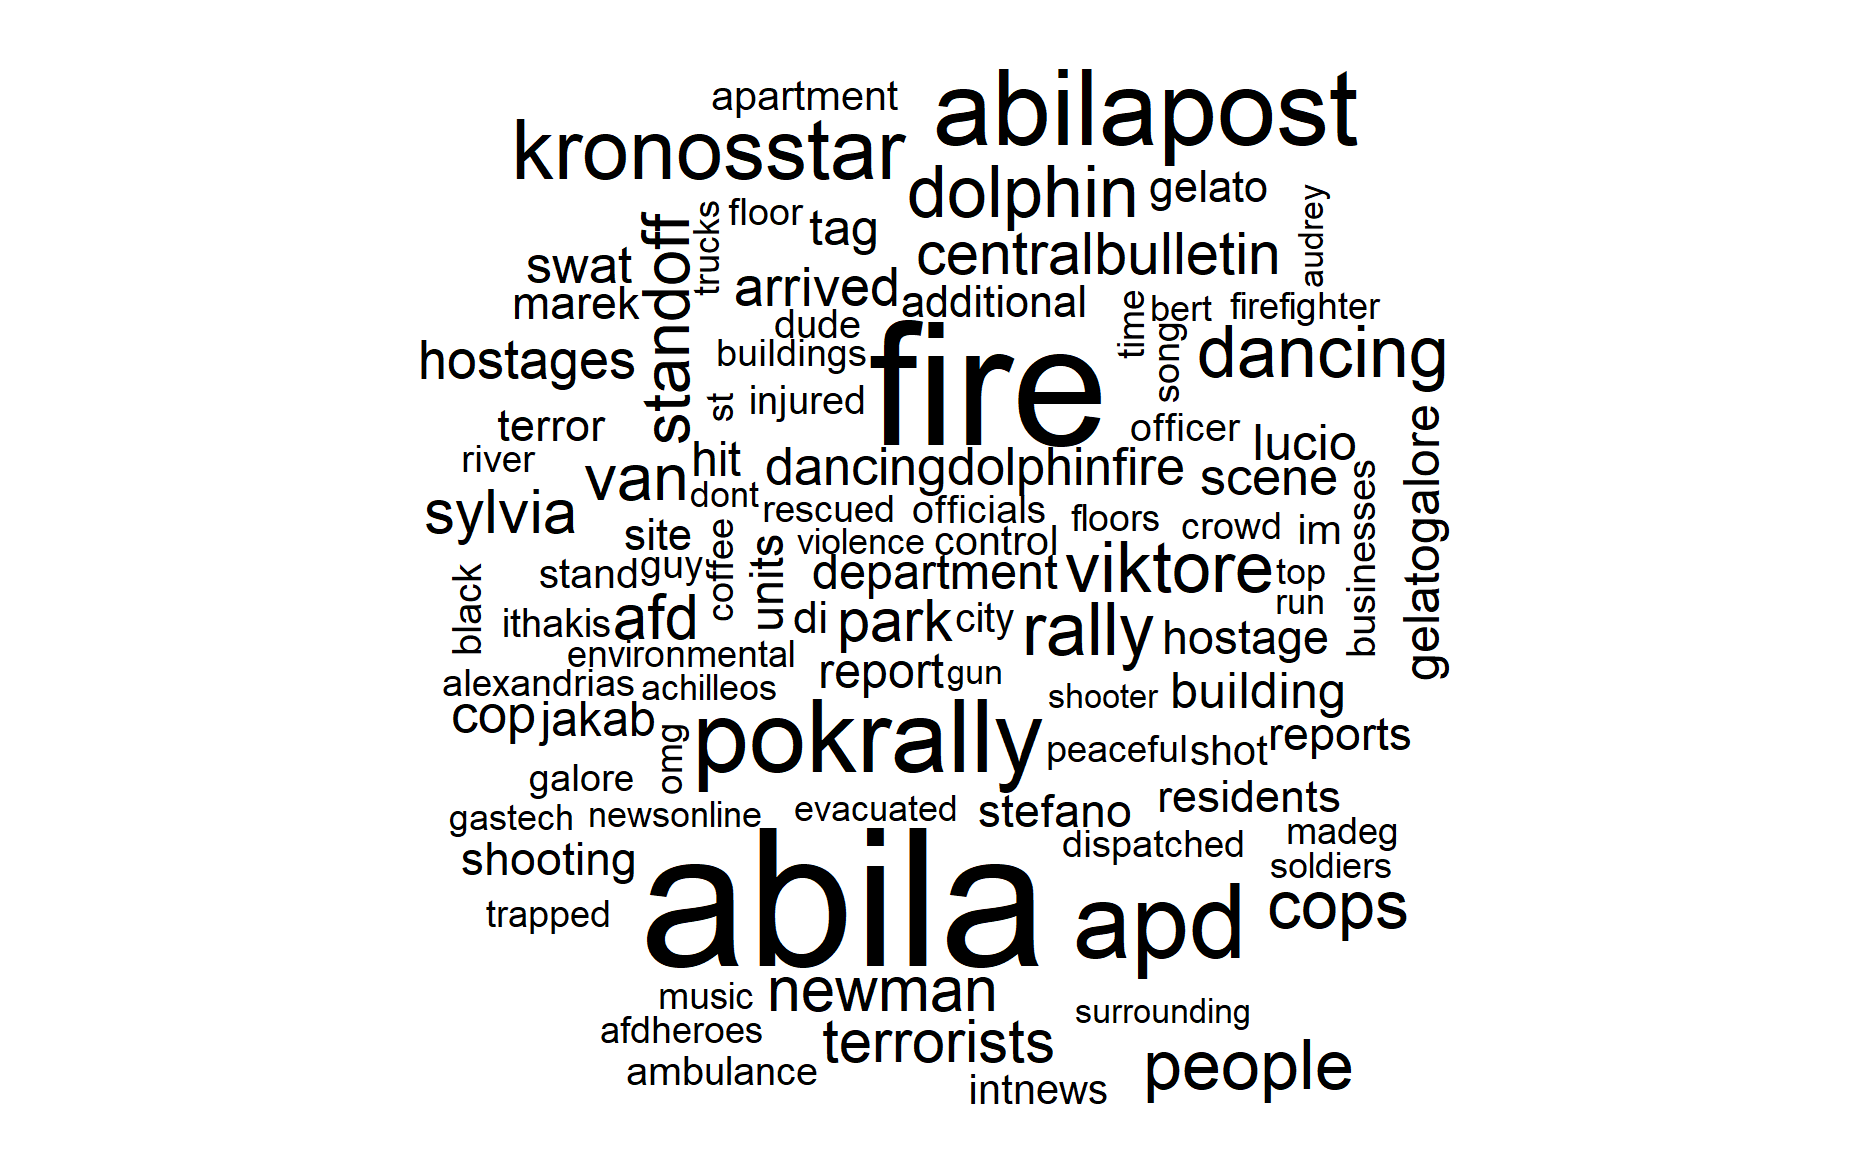 apartment
abilapost
kronosstar
dolphin
gelato
audrey
standoff
trucks
floor
tag
centralbulletin
swat
arrived
additional
marek
time
bert
firefighter
dude
fire
song
dancing
hostages
buildings
st
injured
terror
officer
lucio
gelatogalore
river
van
hit
dancingdolphinfire
scene
businesses
dont
sylvia
rescued
officials
floors
crowd
im
site
coffee
units
violence
control
black
stand
guy
department
viktore
top
run
ithakis
afd
di
park
city
rally
hostage
environmental
report
gun
alexandrias
achilleos
shooter
building
cop
jakab
omg
pokrally
peaceful
shot
reports
galore
gastech
newsonline
evacuated
stefano
residents
dispatched
madeg
shooting
soldiers
trapped
abila
apd
cops
music
newman
surrounding
afdheroes
terrorists
ambulance
intnews
people